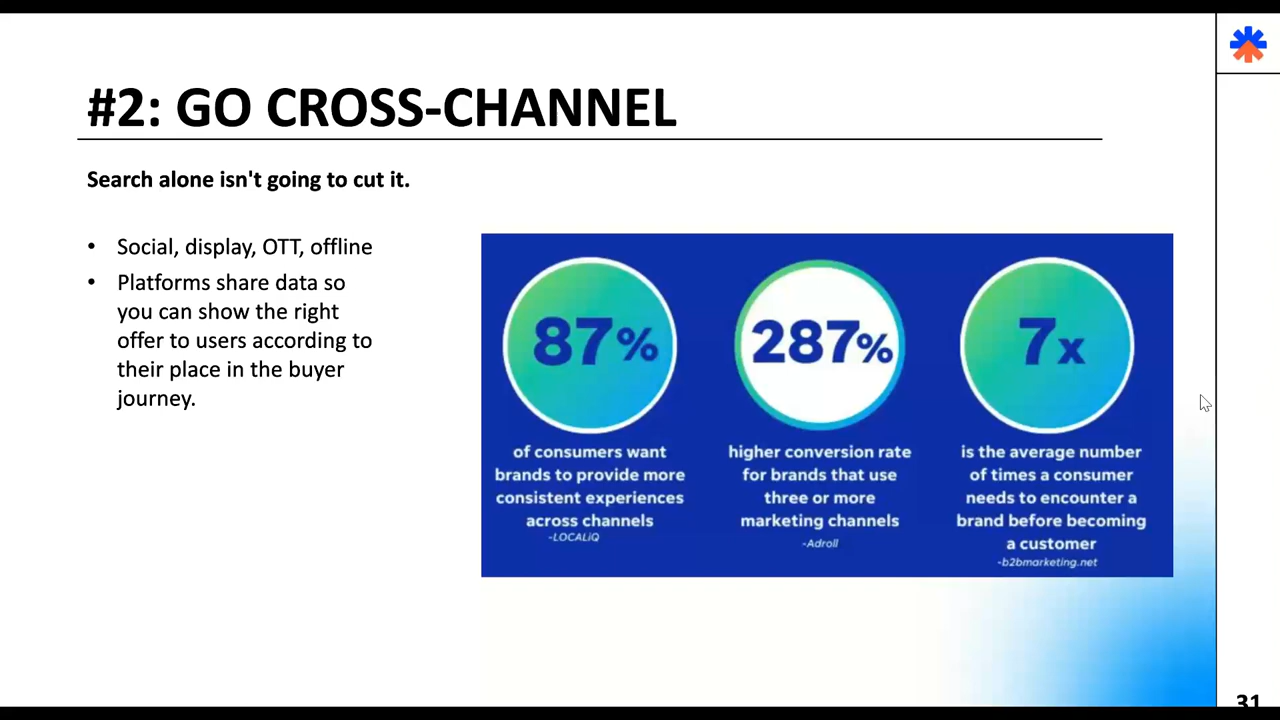 #2: GO CROSS-CHANNEL
Search alone isn't going to cut it.
• Social, display, OTT, offline
• Platforms share data so
you can show the right
offer to users according to
their place in the buyer
journey.
87%
of consumers want
brands to provide more
consistent experiences
across channels
-LOCALiQ
287%
higher conversion rate
for brands that use
three or more
marketing channels
-Adroll
7x
is the average number
of times a consumer
needs to encounter a
brand before becoming
a customer
-b2bmarketing.net
31